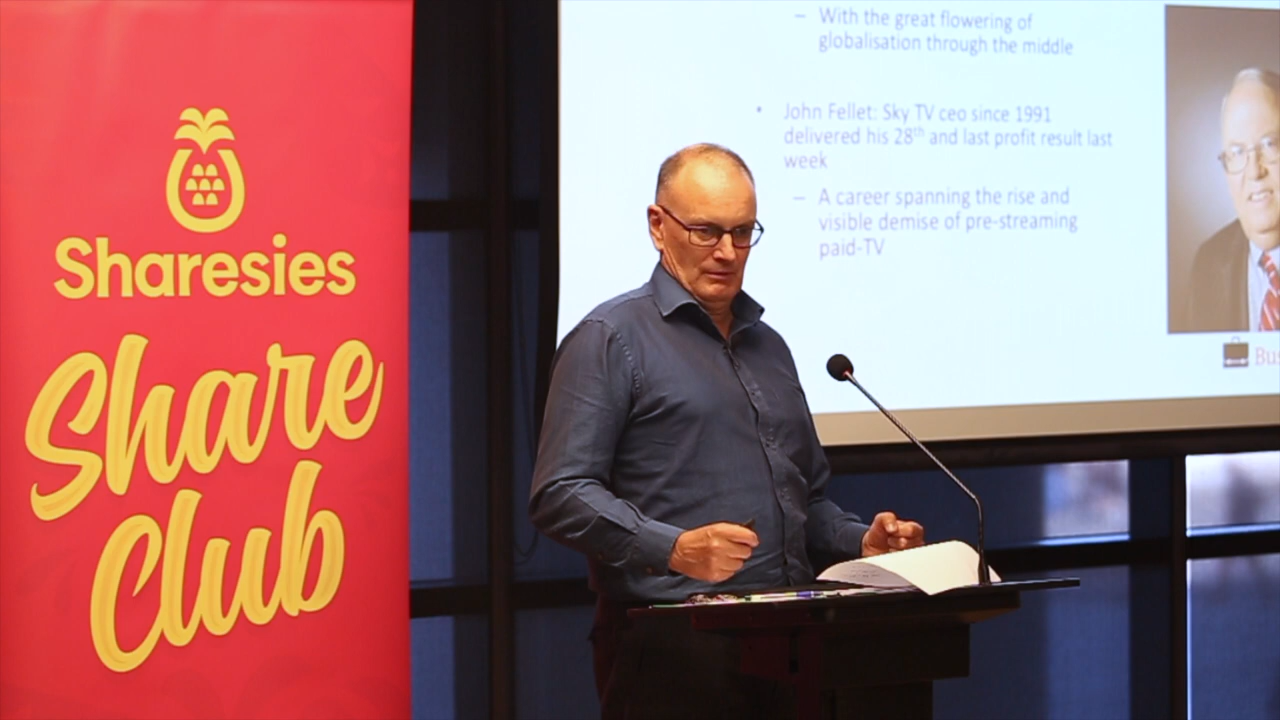 Sharesies
Share
Club
– With the great flowering of
globalisation through the middle
• John Fellet: Sky TV ceo since 1991
delivered his 28th and last profit result last
week
– A career spanning the rise and
visible demise of pre-streaming
paid-TV